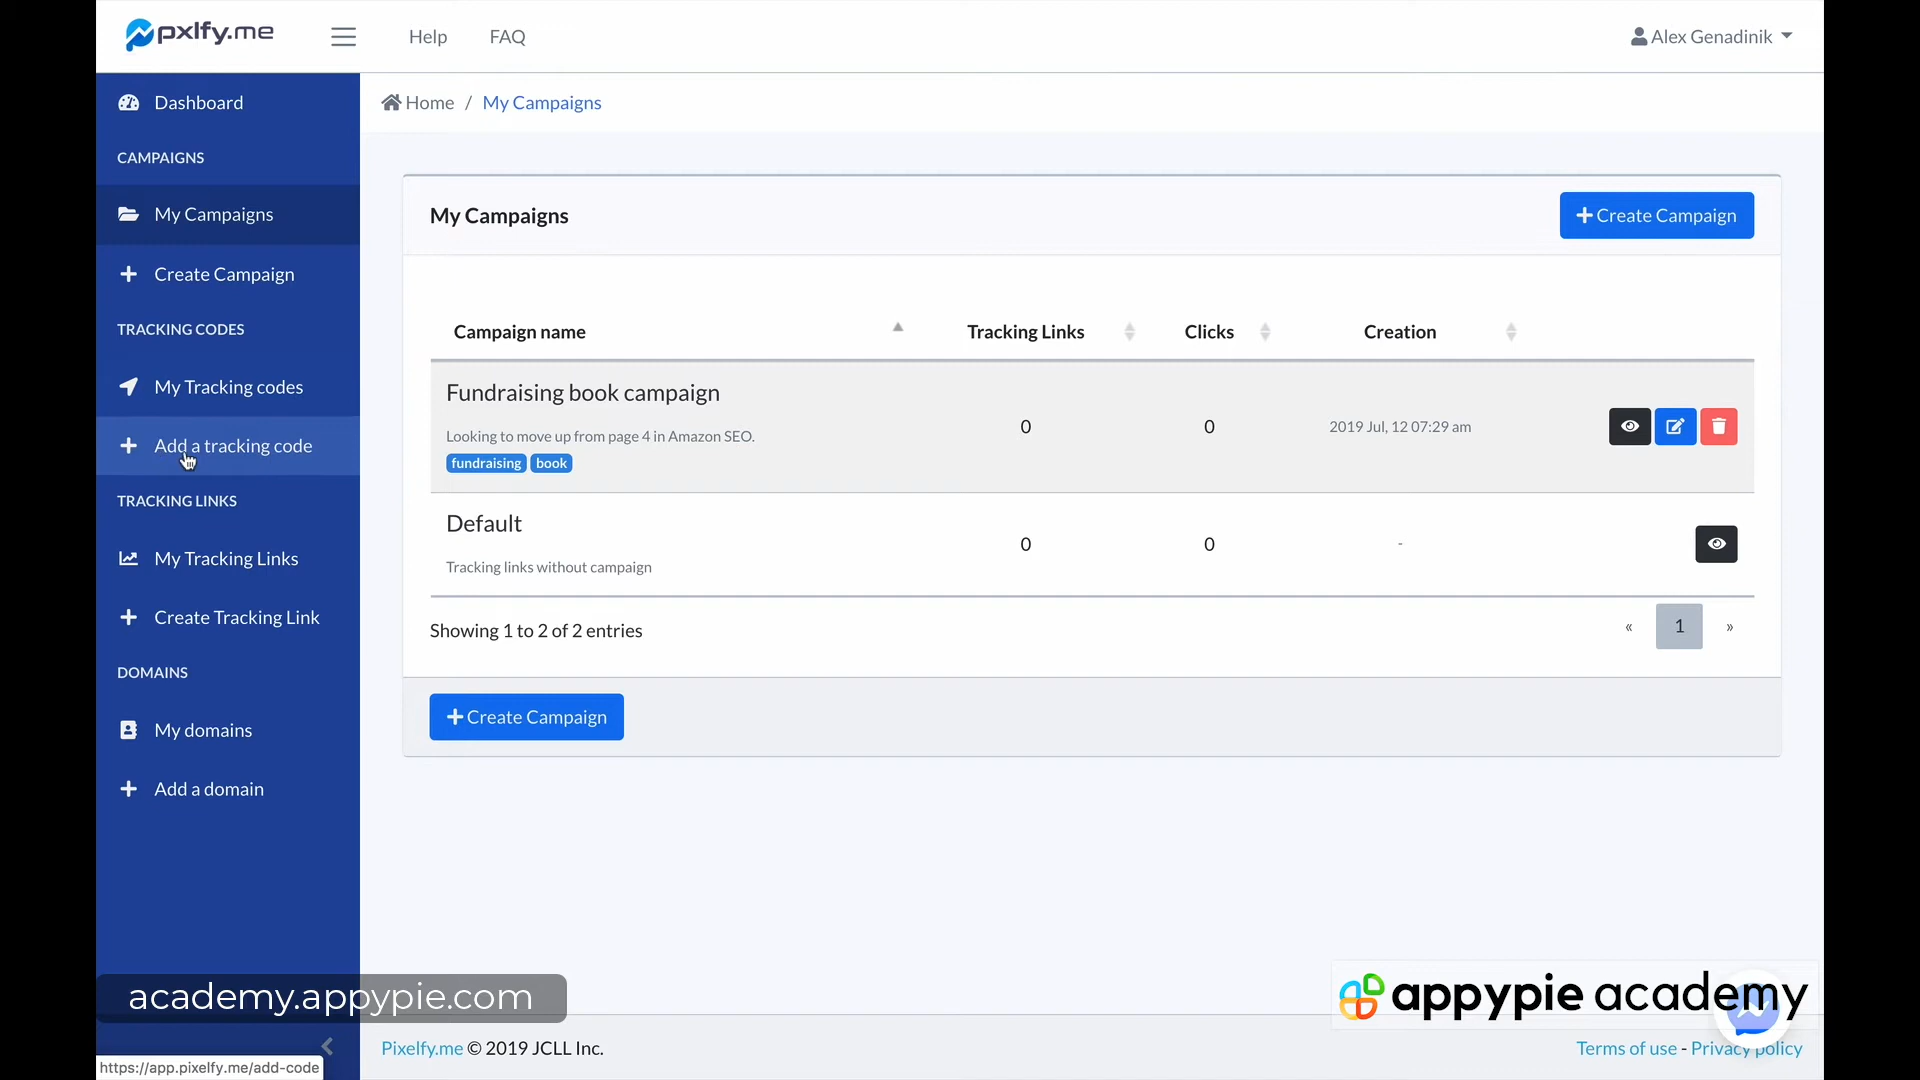 pxlfy.me
Help
FAQ
Alex Genadinik
Dashboard
Home / My Campaigns
CAMPAIGNS
My Campaigns
Create Campaign
TRACKING CODES
My Tracking codes
Add a tracking code
TRACKING LINKS
My Tracking Links
Create Tracking Link
DOMAINS
My domains
Add a domain
My Campaigns
Create Campaign
Campaign name
Tracking Links
Clicks
Creation
Fundraising book campaign
Looking to move up from page 4 in Amazon SEO.
fundraising book
0
0
2019 Jul, 12 07:29 am
Default
Tracking links without campaign
0
0
-
Showing 1 to 2 of 2 entries
« 1 »
Create Campaign
academy.appypie.com
appypie academy
Pixelfy.me © 2019 JCLL Inc.
Terms of use - Privacy policy
https://app.pixelfy.me/add-code